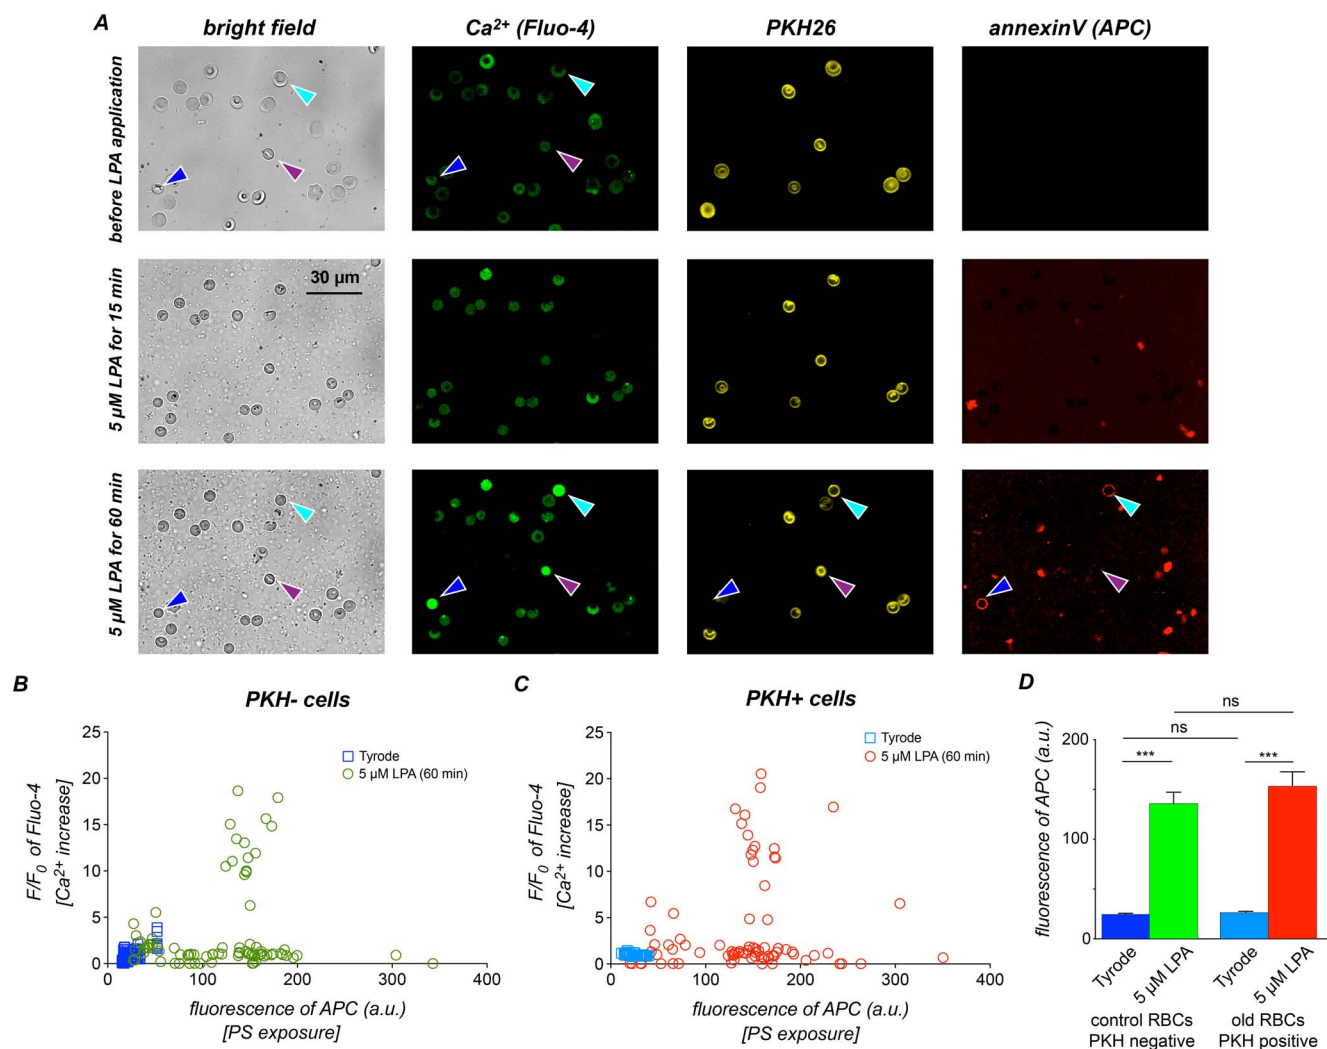 A
bright field
Ca²⁺ (Fluo-4)
PKH26
annexinV (APC)
before LPA application
5 µM LPA for 15 min
30 µm
5 µM LPA for 60 min
B
PKH- cells
F/F₀ of Fluo-4
[Ca²⁺ increase]
25
20
15
10
5
0
Tyrode
5 µM LPA (60 min)
0
100
200
300
400
fluorescence of APC (a.u.)
[PS exposure]
C
PKH+ cells
F/F₀ of Fluo-4
[Ca²⁺ increase]
25
20
15
10
5
0
Tyrode
5 µM LPA (60 min)
0
100
200
300
400
fluorescence of APC (a.u.)
[PS exposure]
D
fluorescence of APC (a.u.)
200
100
0
ns
ns
***
***
Tyrode
5 µM LPA
Tyrode
5 µM LPA
control RBCs
PKH negative
old RBCs
PKH positive